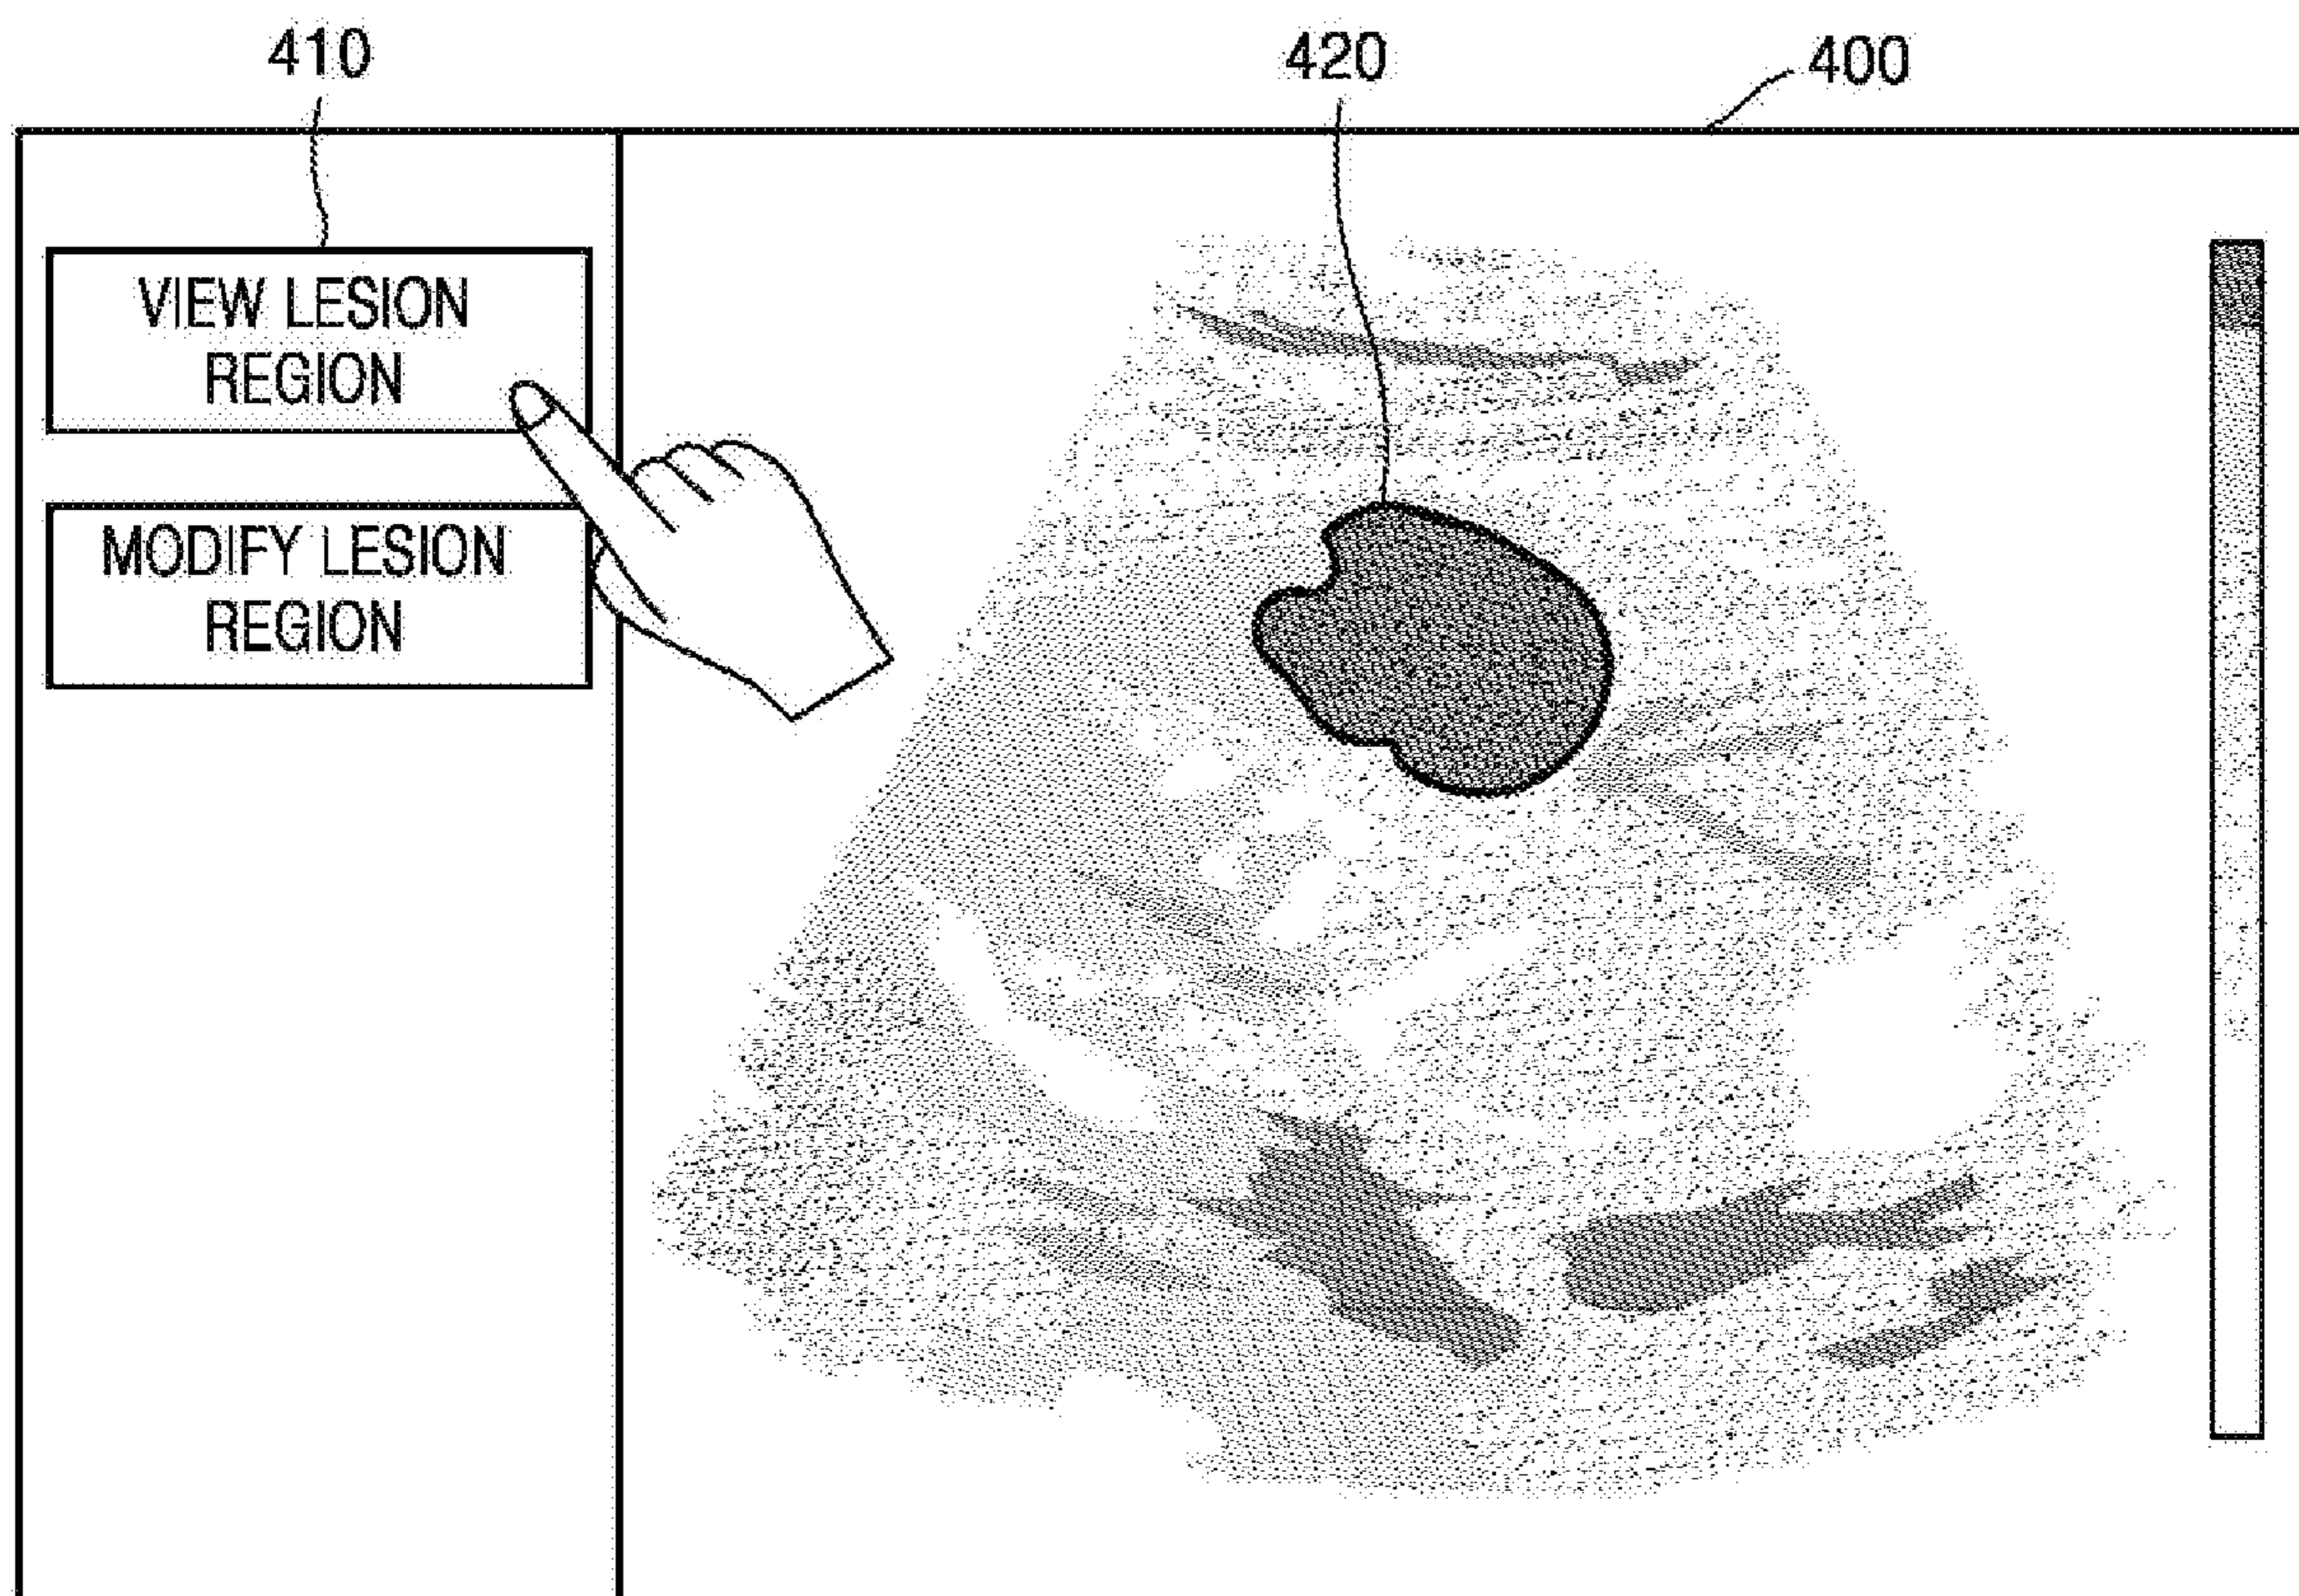 410
420
400
VIEW LESION
REGION
MODIFY LESION
REGION